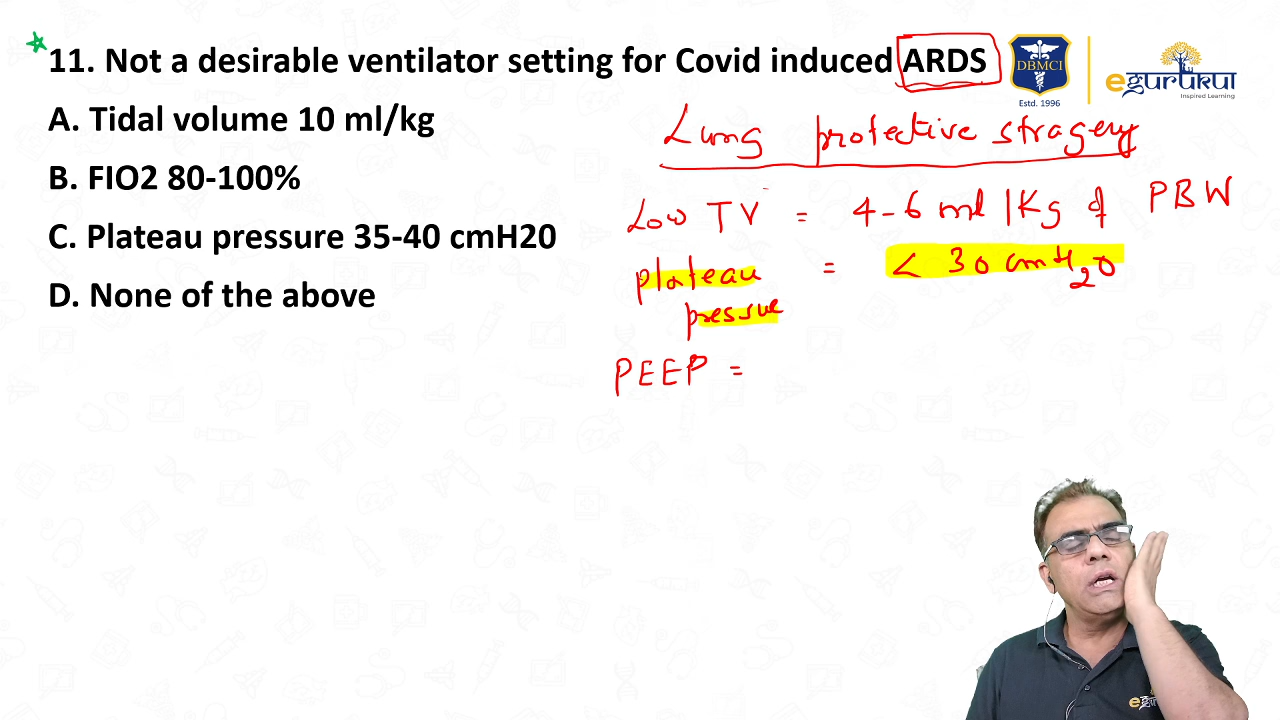 11. Not a desirable ventilator setting for Covid induced ARDS
A. Tidal volume 10 ml/kg
B. FIO2 80-100%
C. Plateau pressure 35-40 cmH20
D. None of the above
DBMCI
Estd. 1996
egurukul
Inspired Learning
Lung protective stragery
Low TV = 4-6 ml/Kg of PBW
plateau = < 30 cmH2O
pressue
PEEP =